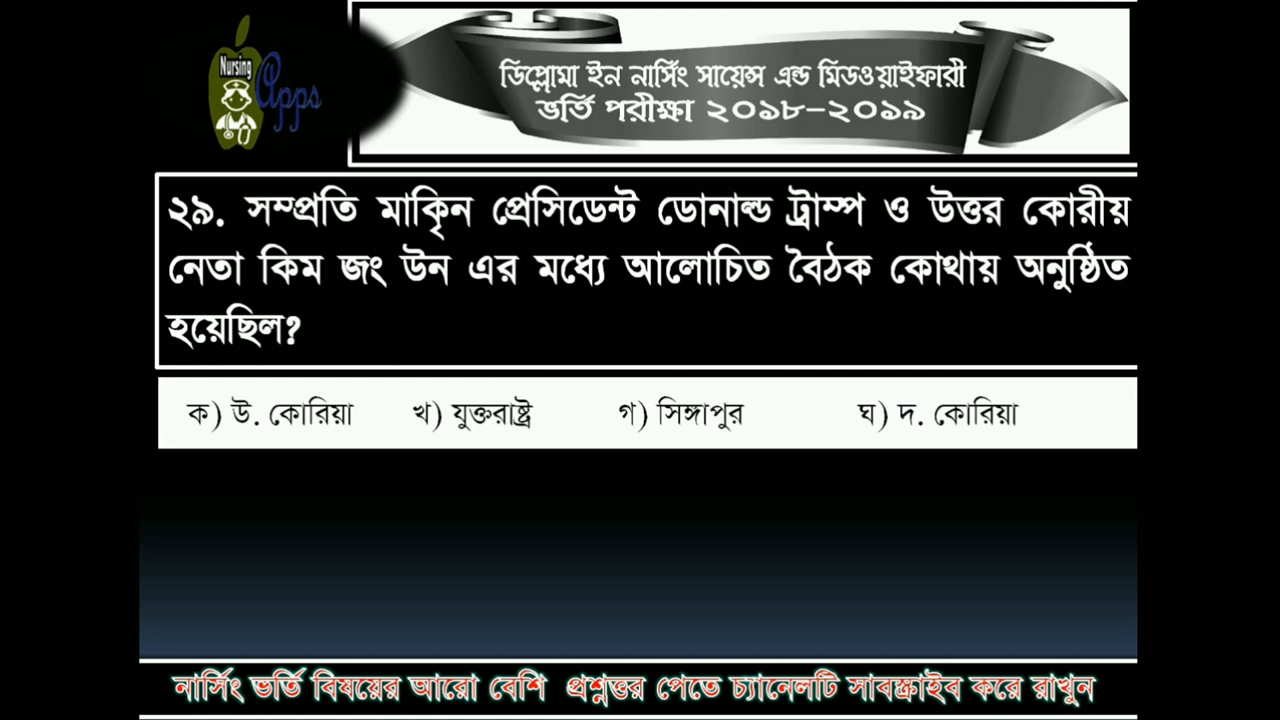 Nursing
Apps
ডিপ্লোমা ইন নার্সিং সায়েন্স এন্ড মিডওয়াইফারী
ভর্তি পরীক্ষা ২০১৮-২০১৯
২৯. সম্প্রতি মাকিৃন প্রেসিডেন্ট ডোনাল্ড ট্রাম্প ও উত্তর কোরীয়
নেতা কিম জং উন এর মধ্যে আলোচিত বৈঠক কোথায় অনুষ্ঠিত
হয়েছিল?
ক) উ. কোরিয়া খ) যুক্তরাষ্ট্র গ) সিঙ্গাপুর ঘ) দ. কোরিয়া
নার্সিং ভর্তি বিষয়ের আরো বেশি প্রশ্নত্তর পেতে চ্যানেলটি সাবস্ক্রাইব করে রাখুন